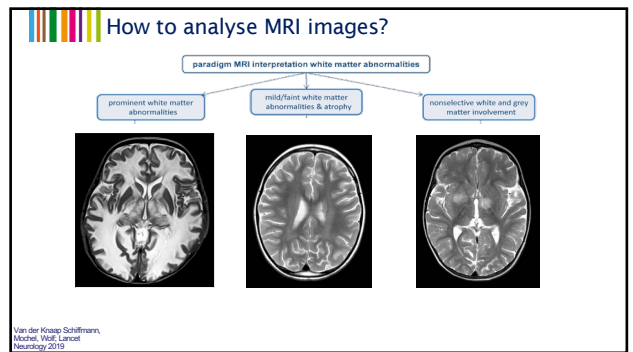 How to analyse MRI images?
paradigm MRI interpretation white matter abnormalities
prominent white matter
abnormalities
mild/faint white matter
abnormalities & atrophy
nonselective white and grey
matter involvement
Van der Knaap Schiffmann,
Mochel, Wolf; Lancet
Neurology 2019